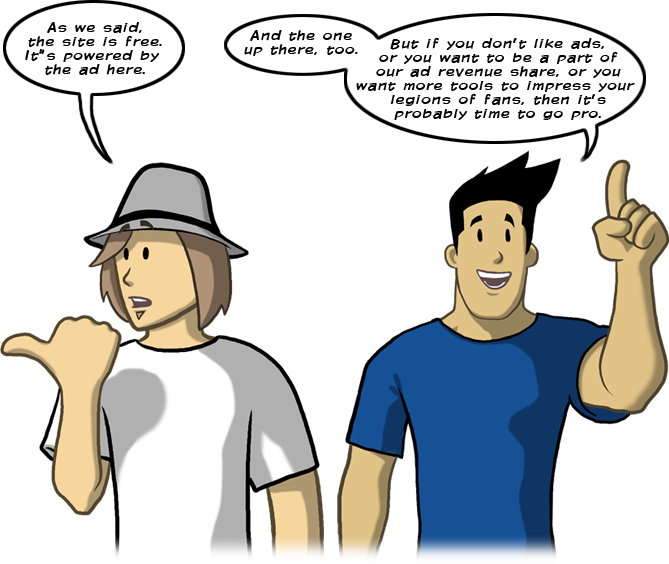 As we said,
the site is free.
It"s powered by
the ad here.
And the one
up there, too.
But if you don't like ads,
or you want to be a part of
our ad revenue share, or you
want more tools to impress your
legions of fans, then it's
probably time to go pro.